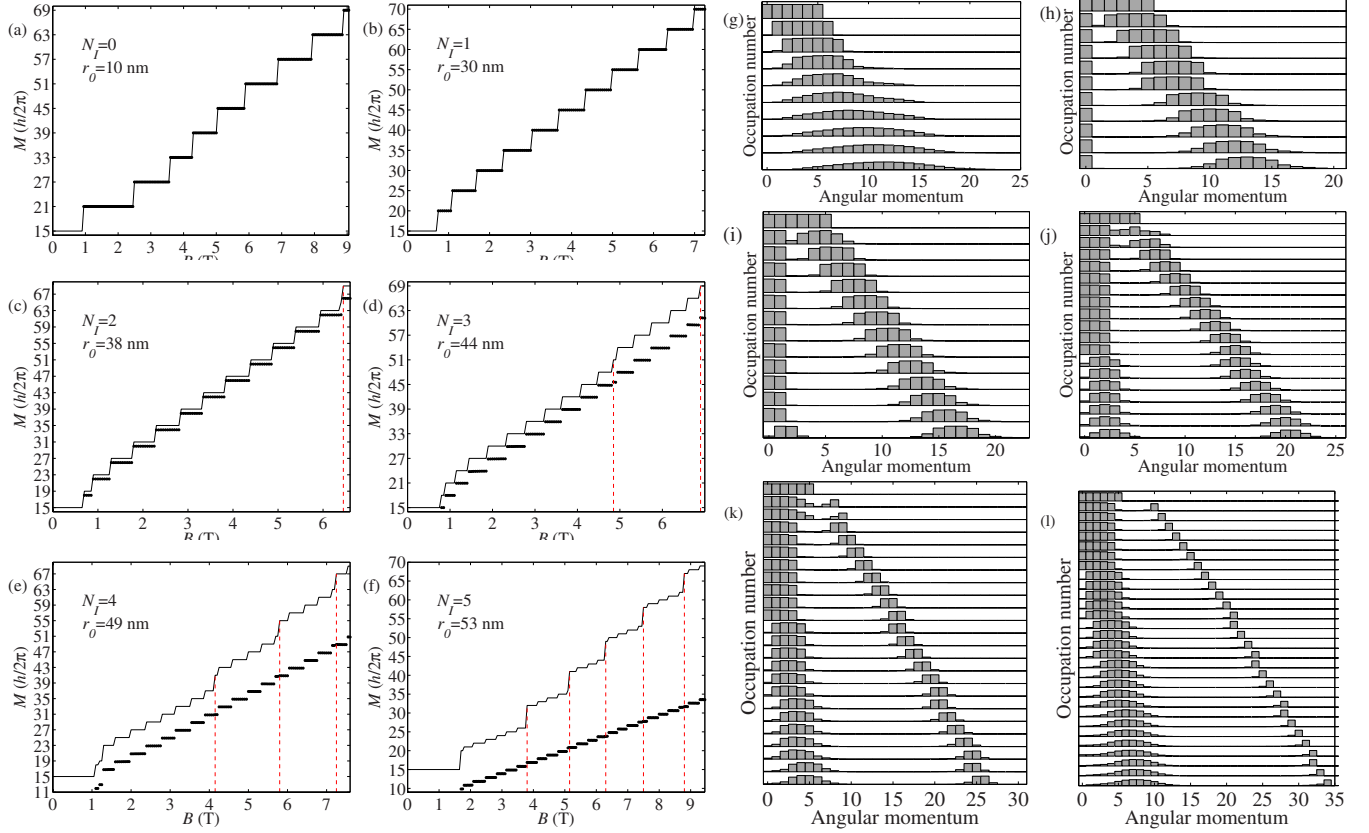 (a)
M (h/2π)
69
63
57
51
45
39
33
27
21
15
N_I=0
r_0=10 nm
0 1 2 3 4 5 6 7 8 9
B (T)
(b)
M (h/2π)
70
65
60
55
50
45
40
35
30
25
20
15
N_I=1
r_0=30 nm
0 1 2 3 4 5 6 7
B (T)
(c)
M (h/2π)
67
63
59
55
51
47
43
39
35
31
27
23
19
15
N_I=2
r_0=38 nm
0 1 2 3 4 5 6
B (T)
(d)
M (h/2π)
69
63
57
51
45
39
33
27
21
15
N_I=3
r_0=44 nm
0 1 2 3 4 5 6
B (T)
(e)
M (h/2π)
67
63
59
55
51
47
43
39
35
31
27
23
19
15
11
N_I=4
r_0=49 nm
0 1 2 3 4 5 6 7
B (T)
(f)
M (h/2π)
70
65
60
55
50
45
40
35
30
25
20
15
10
N_I=5
r_0=53 nm
0 1 2 3 4 5 6 7 8 9
B (T)
(g)
Occupation number
0 5 10 15 20 25
Angular momentum
(h)
Occupation number
0 5 10 15 20
Angular momentum
(i)
Occupation number
0 5 10 15 20
Angular momentum
(j)
Occupation number
0 5 10 15 20 25
Angular momentum
(k)
Occupation number
0 5 10 15 20 25 30
Angular momentum
(l)
Occupation number
0 5 10 15 20 25 30 35
Angular momentum